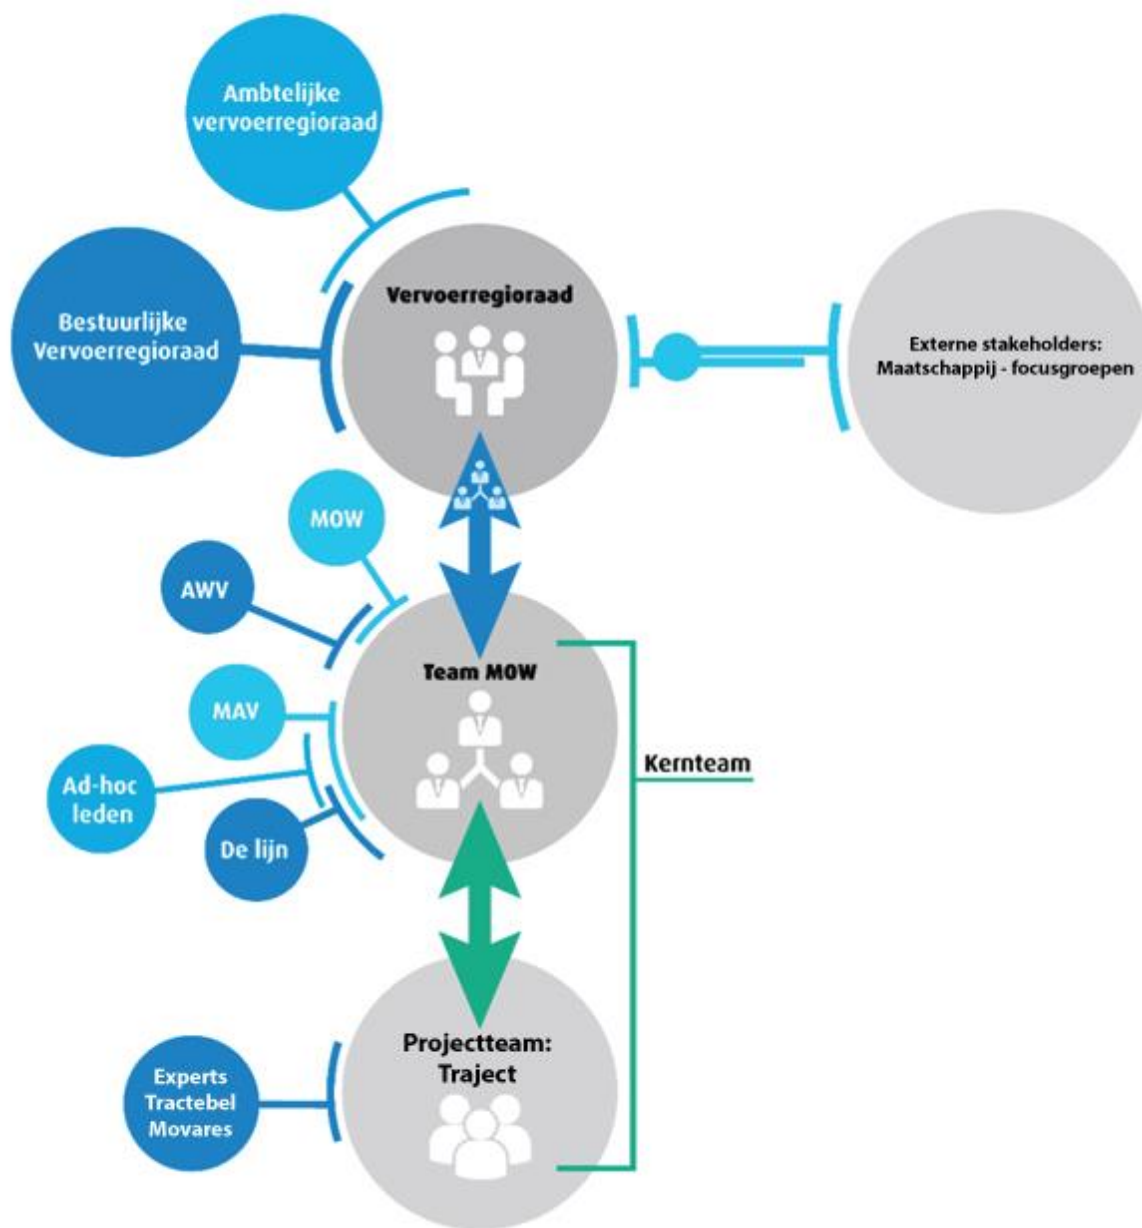 Ambtelijke
vervoerregioraad
Bestuurlijke
Vervoerregioraad
Vervoerregioraad
Externe stakeholders:
Maatschappij - focusgroepen
MOW
AWV
Team MOW
MAV
Kernteam
Ad-hoc
leden
De lijn
Projectteam:
Traject
Experts
Tractebel
Movares